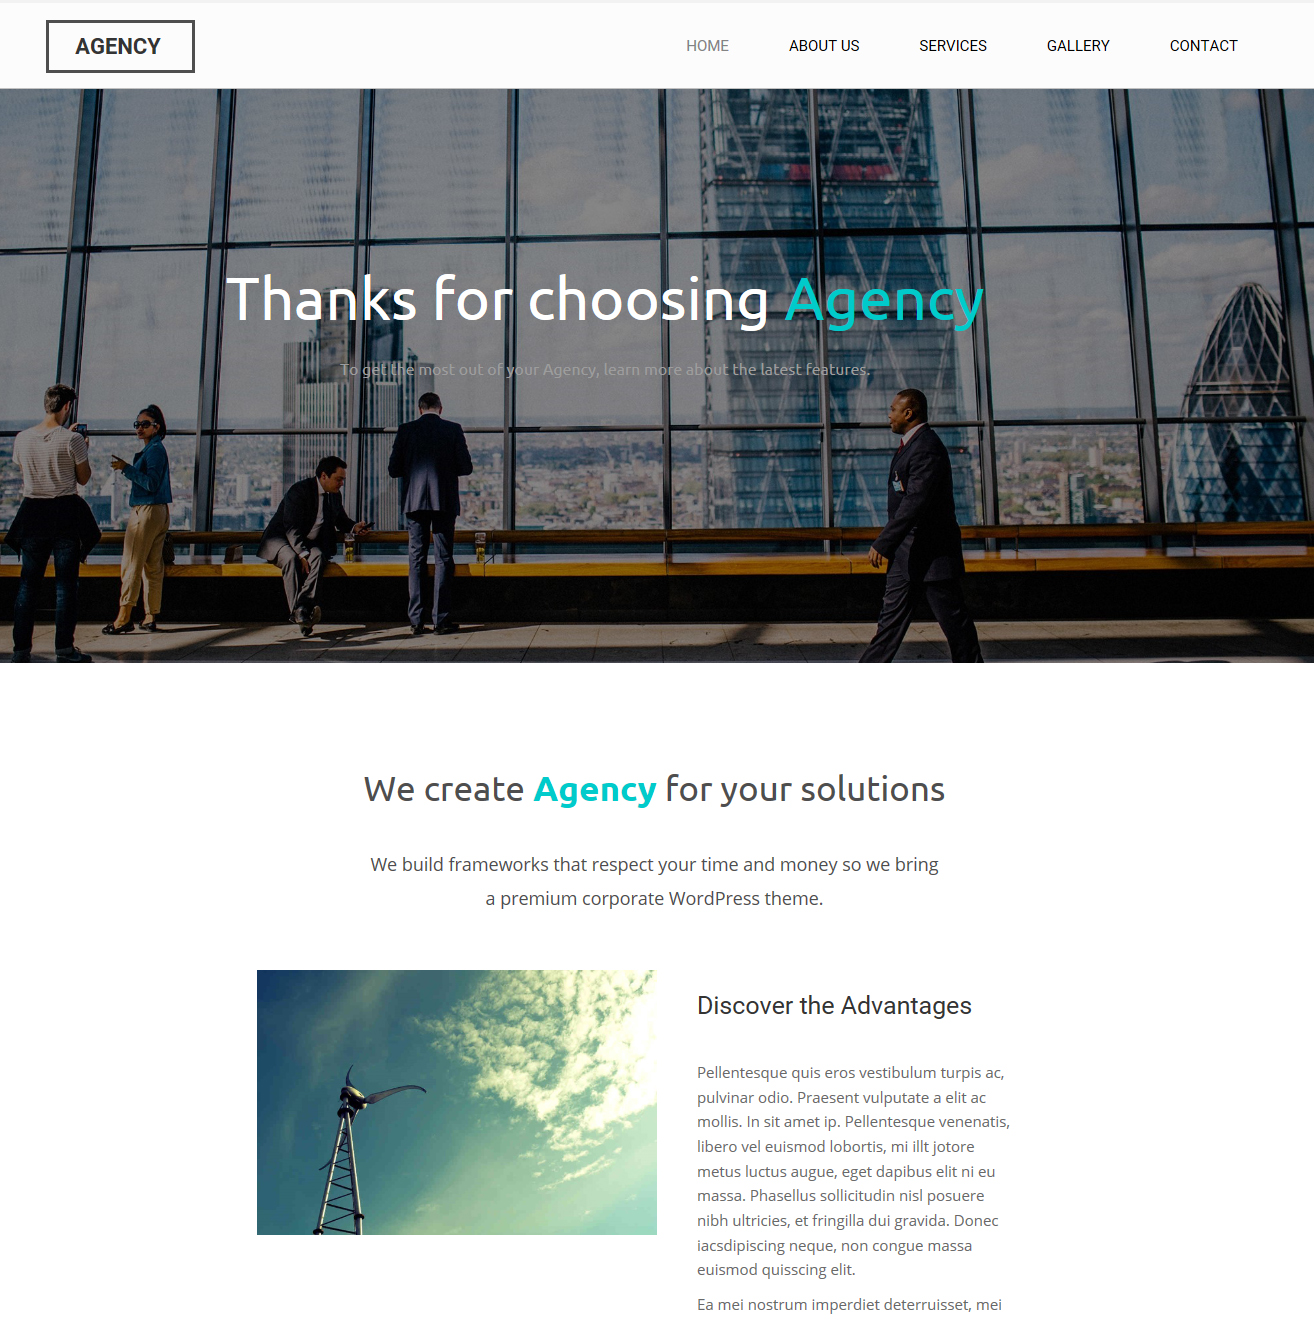 AGENCY
HOME ABOUT US SERVICES GALLERY CONTACT
Thanks for choosing Agency
To get the most out of your Agency, learn more about the latest features.
We create Agency for your solutions
We build frameworks that respect your time and money so we bring
a premium corporate WordPress theme.
Discover the Advantages
Pellentesque quis eros vestibulum turpis ac,
pulvinar odio. Praesent vulputate a elit ac
mollis. In sit amet ip. Pellentesque venenatis,
libero vel euismod lobortis, mi illt jotore
metus luctus augue, eget dapibus elit ni eu
massa. Phasellus sollicitudin nisl posuere
nibh ultricies, et fringilla dui gravida. Donec
iacsdipiscing neque, non congue massa
euismod quisscing elit.
Ea mei nostrum imperdiet deterruisset, mei